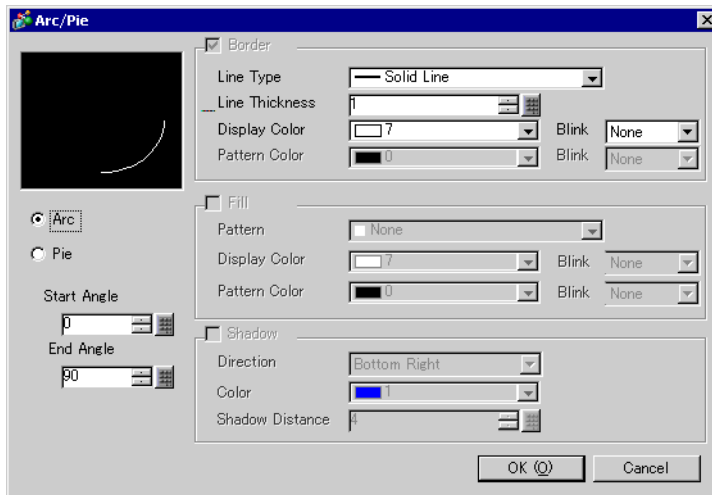 Arc/Pie
Border
Line Type Solid Line
Line Thickness 1
Display Color 7 Blink None
Pattern Color 0 Blink None
Arc
Pie
Start Angle
0
End Angle
90
Fill
Pattern None
Display Color 7 Blink None
Pattern Color 0 Blink None
Shadow
Direction Bottom Right
Color 1
Shadow Distance 4
OK (O) Cancel